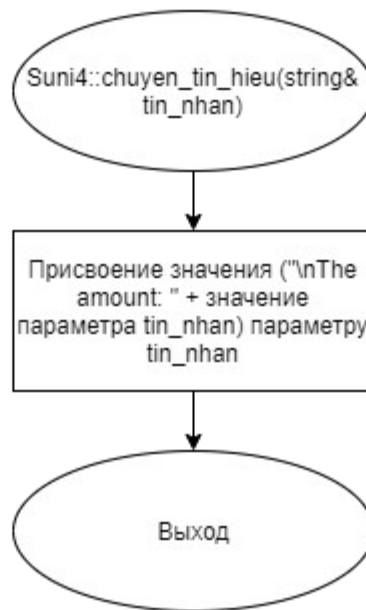 Suni4::chuyen_tin_hieu(string&
tin_nhan)
Присвоение значения ("\nThe
amount: " + значение
параметра tin_nhan) параметру
tin_nhan
Выход